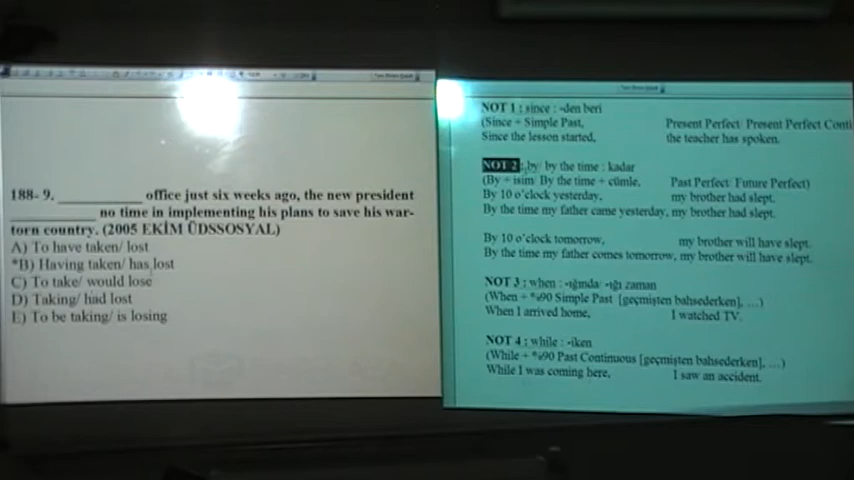 188- 9. __________ office just six weeks ago, the new president
__________ no time in implementing his plans to save his war-
torn country. (2005 EKİM ÜDSSOSYAL)
A) To have taken/ lost
*B) Having taken/ has lost
C) To take/ would lose
D) Taking/ had lost
E) To be taking/ is losing
NOT 1 : since : -den beri
(Since + Simple Past, Present Perfect/ Present Perfect Conti
Since the lesson started, the teacher has spoken.
NOT 2 : by/ by the time : kadar
(By + isim/ By the time + cümle, Past Perfect/ Future Perfect)
By 10 o'clock yesterday, my brother had slept.
By the time my father came yesterday, my brother had slept.
By 10 o'clock tomorrow, my brother will have slept.
By the time my father comes tomorrow, my brother will have slept.
NOT 3 : when : -ığında/ -ığı zaman
(When + %90 Simple Past [geçmişten bahsederken], …)
When I arrived home, I watched TV.
NOT 4 : while : -iken
(While + %90 Past Continuous [geçmişten bahsederken], …)
While I was coming here, I saw an accident.